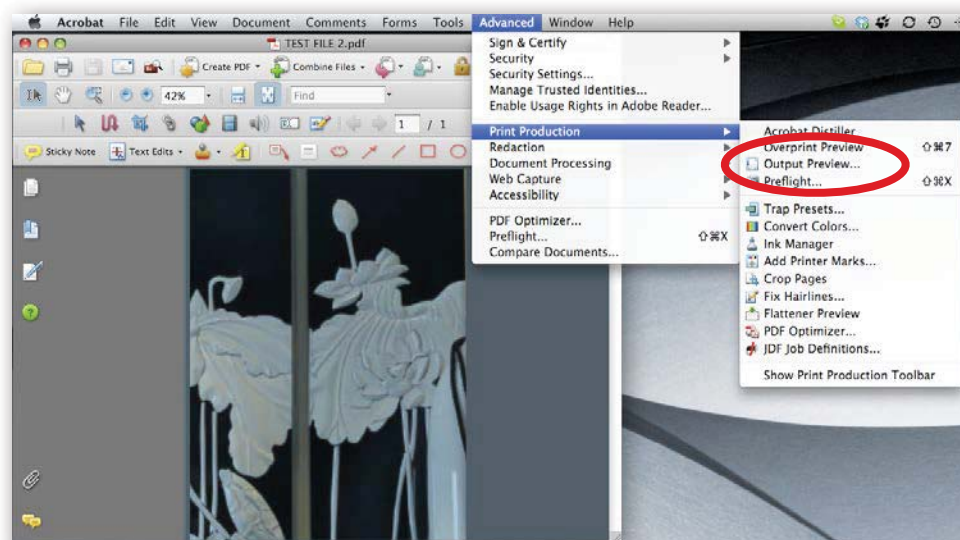 Acrobat File Edit View Document Comments Forms Tools Advanced Window Help
TEST FILE 2.pdf
Create PDF Combine Files
42% Find
1 / 1
Sticky Note Text Edits
Sign & Certify
Security
Security Settings...
Manage Trusted Identities...
Enable Usage Rights in Adobe Reader...
Print Production
Redaction
Document Processing
Web Capture
Accessibility
PDF Optimizer...
Preflight... ⇧⌘X
Compare Documents...
Acrobat Distiller
Overprint Preview ⇧⌘7
Output Preview...
Preflight... ⇧⌘X
Trap Presets...
Convert Colors...
Ink Manager
Add Printer Marks...
Crop Pages
Fix Hairlines...
Flattener Preview
PDF Optimizer...
JDF Job Definitions...
Show Print Production Toolbar